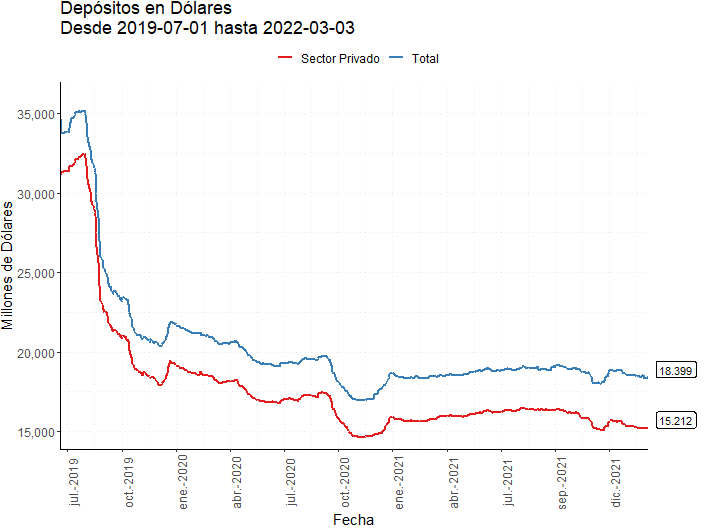 Depósitos en Dólares
Desde 2019-07-01 hasta 2022-03-03
Sector Privado Total
Millones de Dólares
35,000
30,000
25,000
20,000
15,000
18.399
15.212
jul.-2019
oct.-2019
ene.-2020
abr.-2020
jul.-2020
oct.-2020
ene.-2021
abr.-2021
jul.-2021
sep.-2021
dic.-2021
Fecha